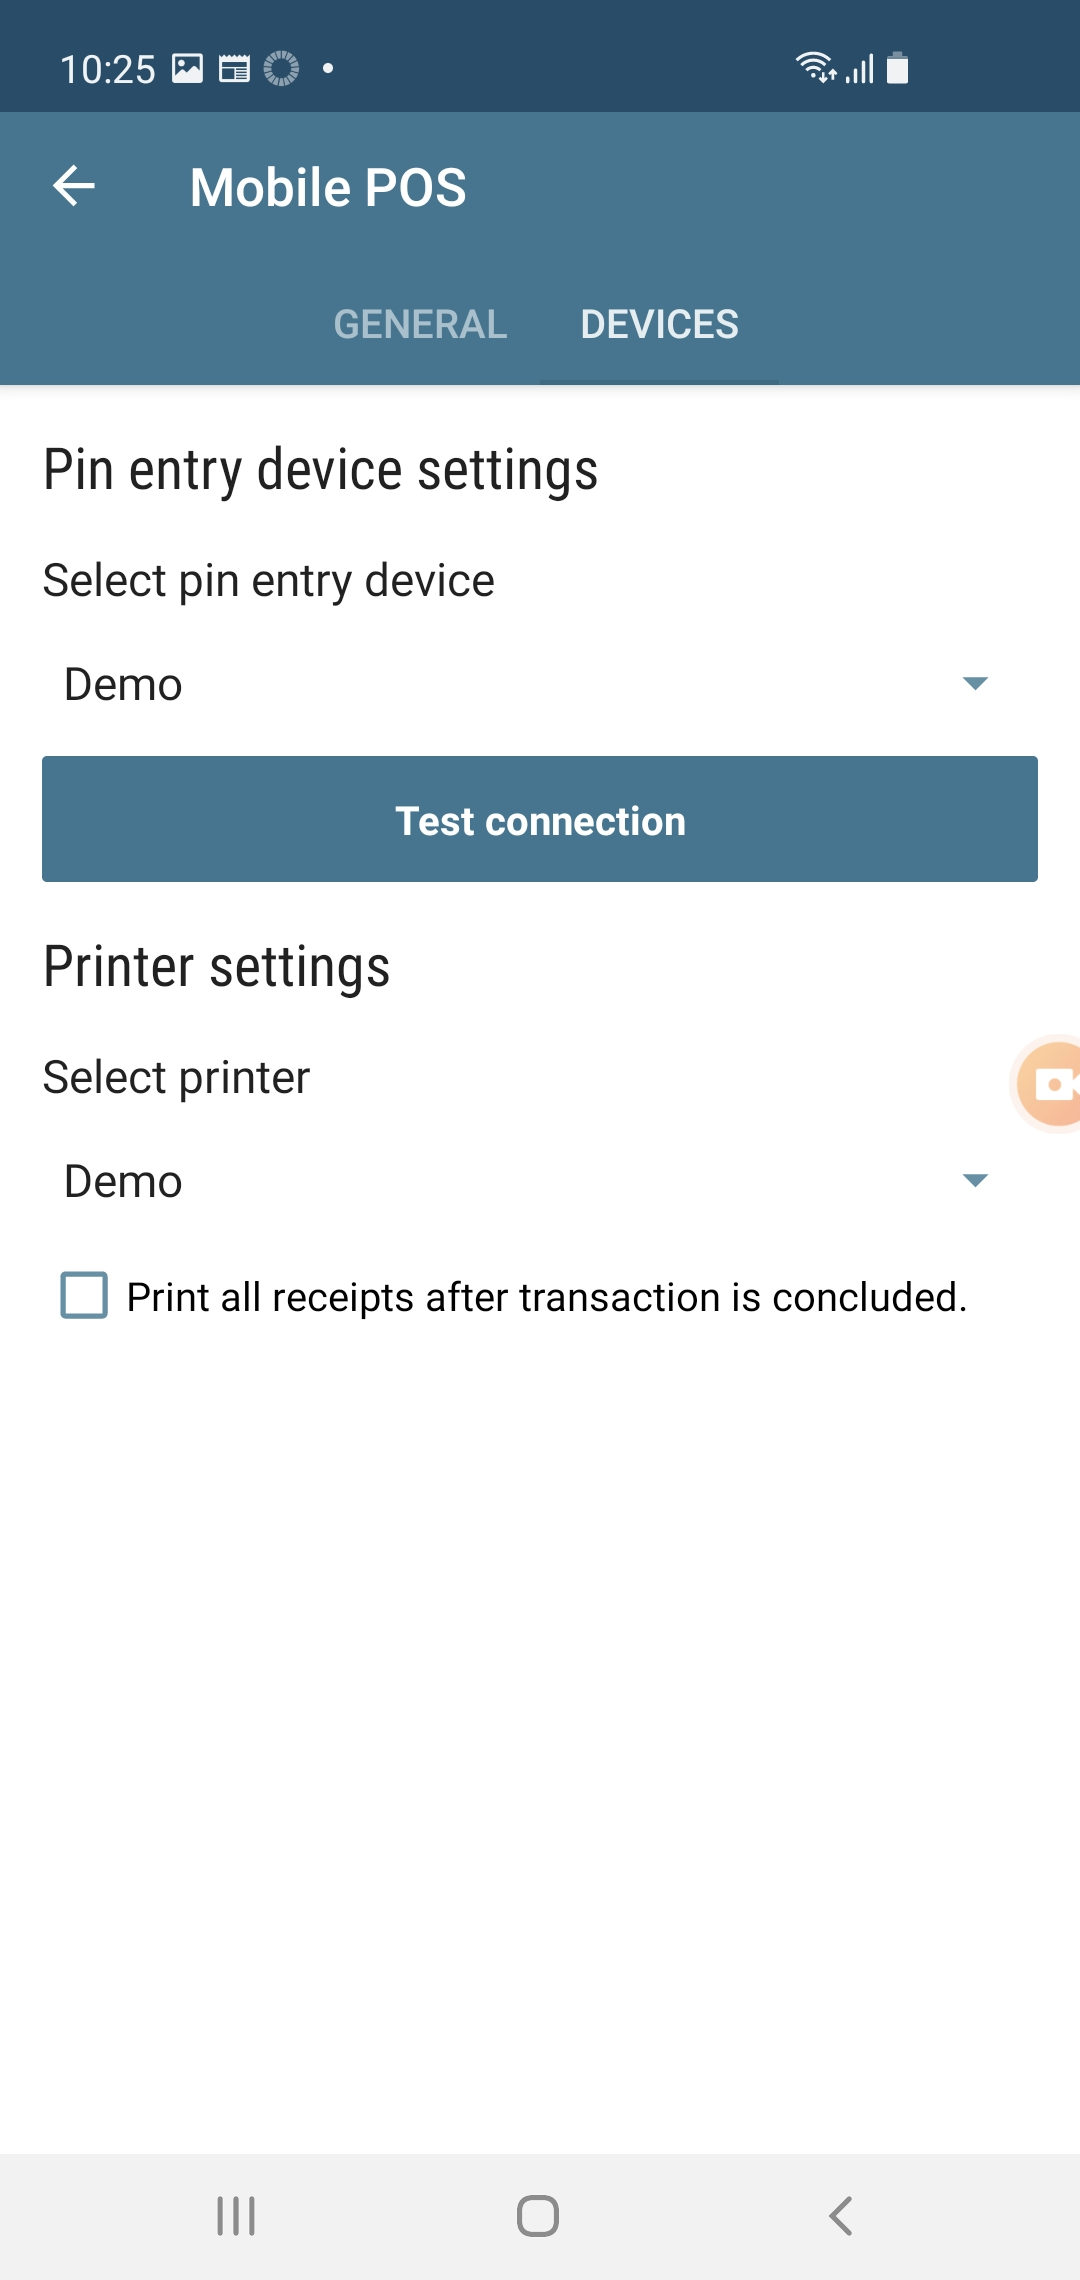 10:25
Mobile POS
GENERAL DEVICES
Pin entry device settings
Select pin entry device
Demo
Test connection
Printer settings
Select printer
Demo
Print all receipts after transaction is concluded.